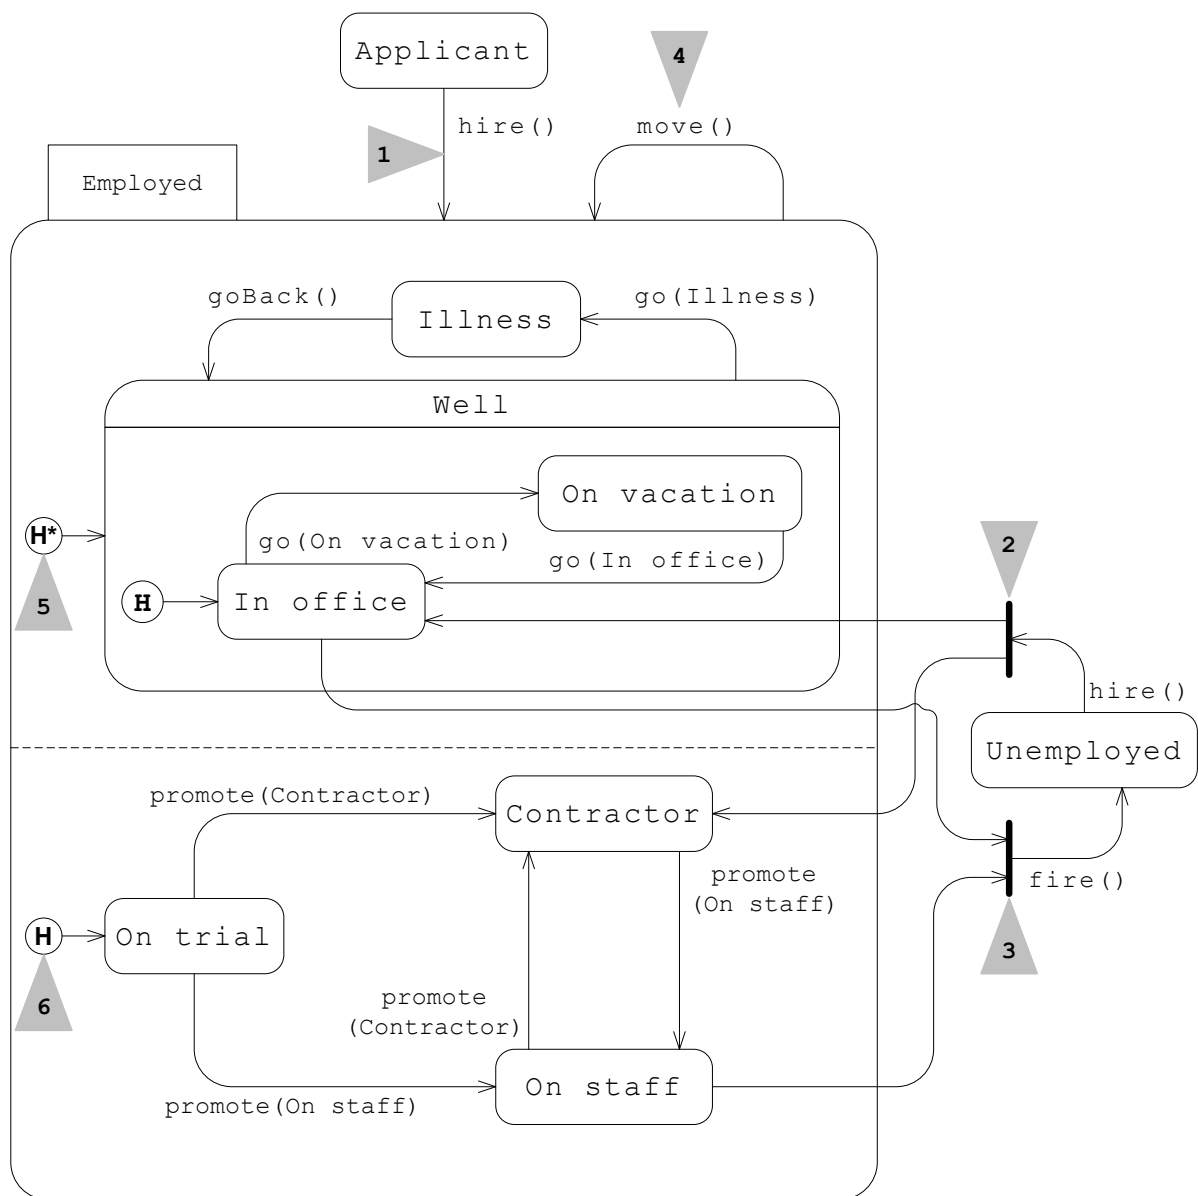 Applicant
4
hire()
move()
1
Employed
goBack()
go(Illness)
Illness
Well
On vacation
H*
go(On vacation)
2
go(In office)
5
H
In office
hire()
Unemployed
promote(Contractor)
Contractor
promote
(On staff)
fire()
H
On trial
3
6
promote
(Contractor)
On staff
promote(On staff)